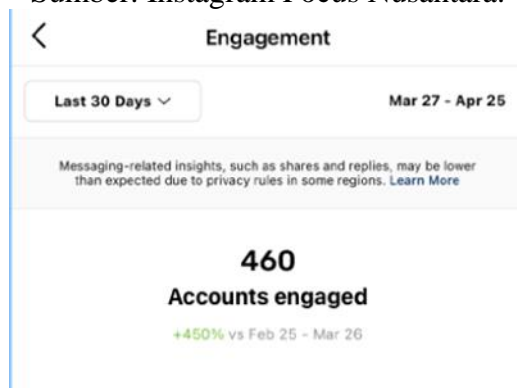 Sumber: Instagram Focus Nusantara.
Engagement
Last 30 Days
Mar 27 - Apr 25
Messaging-related insights, such as shares and replies, may be lower
than expected due to privacy rules in some regions. Learn More
460
Accounts engaged
+450% vs Feb 25 - Mar 26